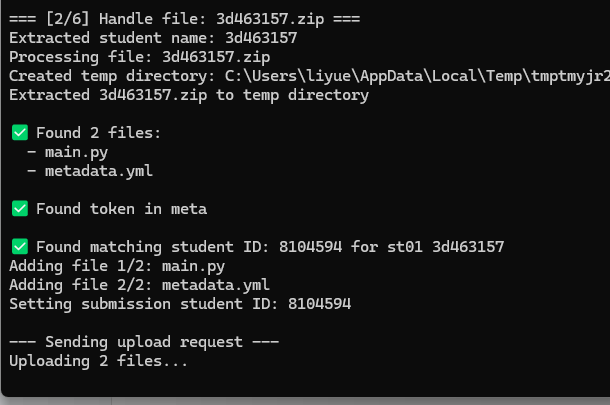 === [2/6] Handle file: 3d463157.zip ===
Extracted student name: 3d463157
Processing file: 3d463157.zip
Created temp directory: C:\Users\liyue\AppData\Local\Temp\tmptmyjr2
Extracted 3d463157.zip to temp directory
✅ Found 2 files:
- main.py
- metadata.yml
✅ Found token in meta
✅ Found matching student ID: 8104594 for st01 3d463157
Adding file 1/2: main.py
Adding file 2/2: metadata.yml
Setting submission student ID: 8104594
--- Sending upload request ---
Uploading 2 files...